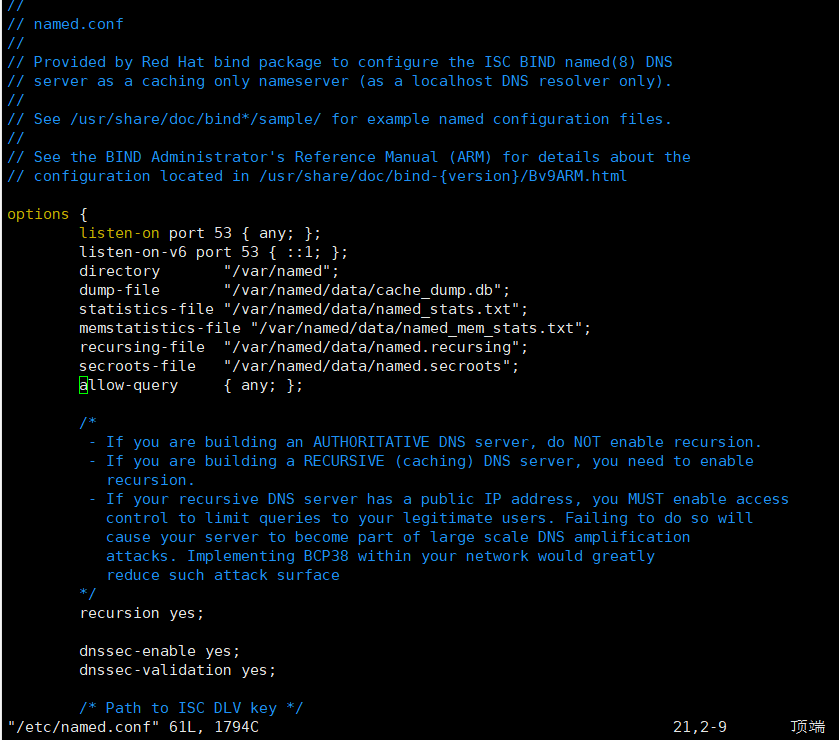 //
// named.conf
//
// Provided by Red Hat bind package to configure the ISC BIND named(8) DNS
// server as a caching only nameserver (as a localhost DNS resolver only).
//
// See /usr/share/doc/bind*/sample/ for example named configuration files.
//
// See the BIND Administrator's Reference Manual (ARM) for details about the
// configuration located in /usr/share/doc/bind-{version}/Bv9ARM.html

options {
        listen-on port 53 { any; };
        listen-on-v6 port 53 { ::1; };
        directory       "/var/named";
        dump-file       "/var/named/data/cache_dump.db";
        statistics-file "/var/named/data/named_stats.txt";
        memstatistics-file "/var/named/data/named_mem_stats.txt";
        recursing-file  "/var/named/data/named.recursing";
        secroots-file   "/var/named/data/named.secroots";
        allow-query     { any; };

        /*
         - If you are building an AUTHORITATIVE DNS server, do NOT enable recursion.
         - If you are building a RECURSIVE (caching) DNS server, you need to enable
           recursion.
         - If your recursive DNS server has a public IP address, you MUST enable access
           control to limit queries to your legitimate users. Failing to do so will
           cause your server to become part of large scale DNS amplification
           attacks. Implementing BCP38 within your network would greatly
           reduce such attack surface
        */
        recursion yes;

        dnssec-enable yes;
        dnssec-validation yes;

        /* Path to ISC DLV key */
"/etc/named.conf" 61L, 1794C                                              21,2-9       顶端